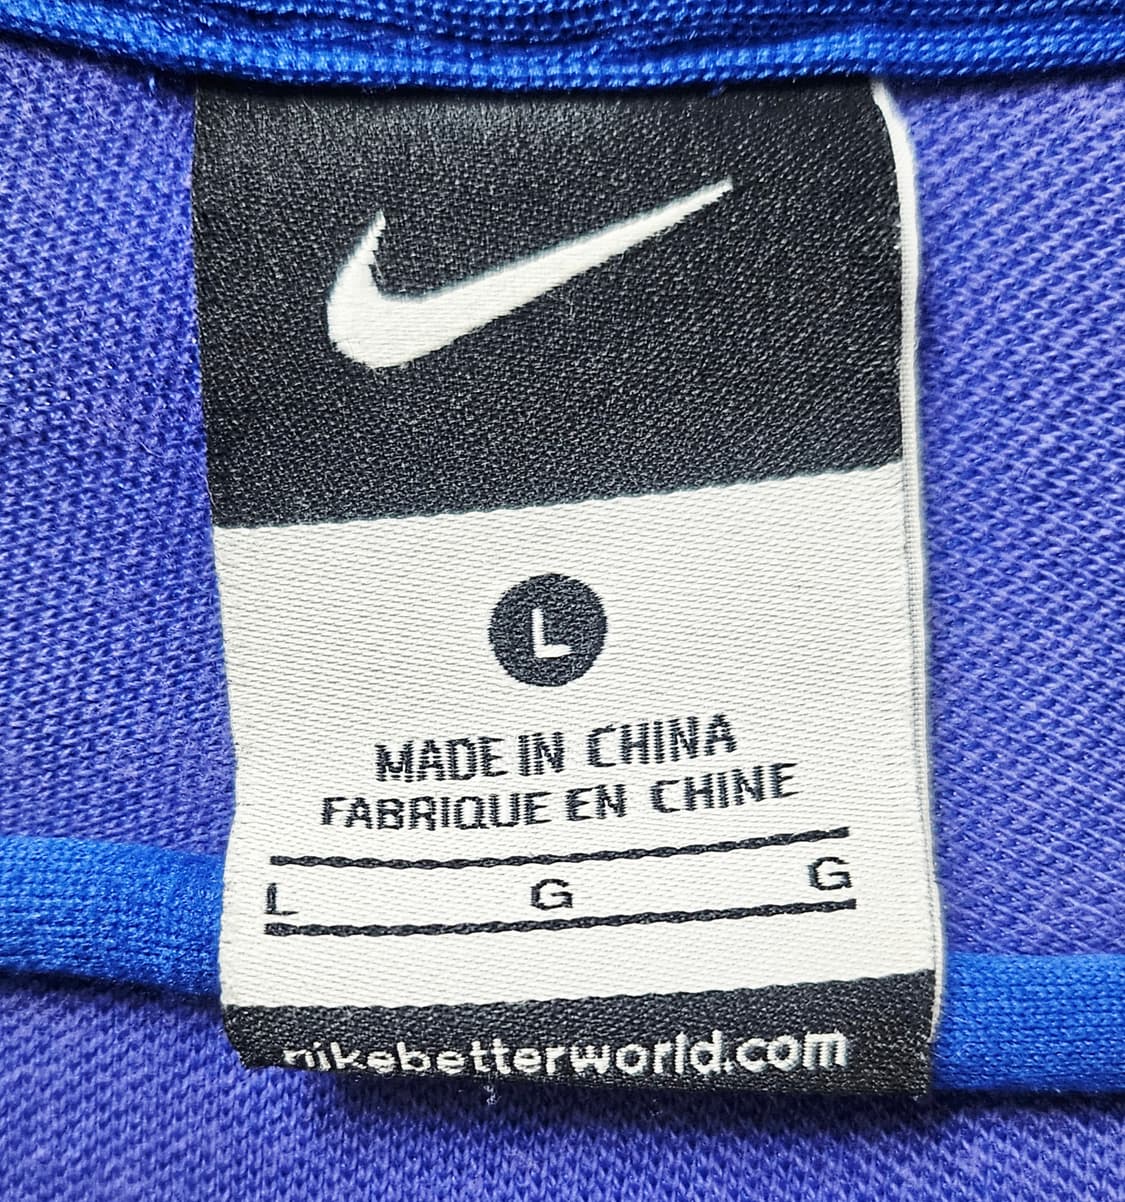 L
MADE IN CHINA
FABRIQUE EN CHINE
L G G
nikebetterworld.com